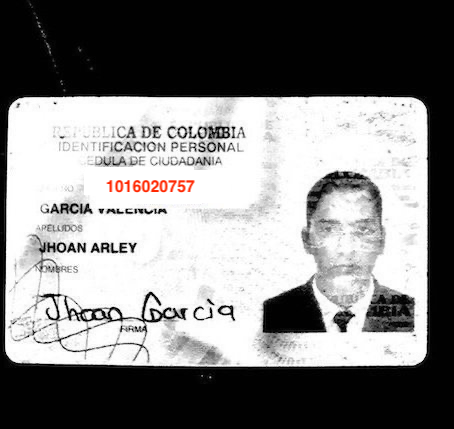 REPUBLICA DE COLOMBIA
IDENTIFICACION PERSONAL
CEDULA DE CIUDADANIA
1016020757
GARCIA VALENCIA
APELLIDOS
JHOAN ARLEY
NOMBRES
Jhoan Garcia
FIRMA